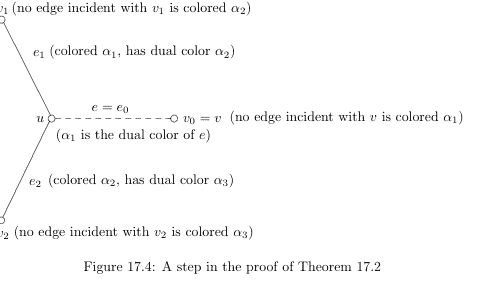 v₁ (no edge incident with v₁ is colored α₂)
e₁ (colored α₁, has dual color α₂)
e = e₀
u v₀ = v (no edge incident with v is colored α₁)
(α₁ is the dual color of e)
e₂ (colored α₂, has dual color α₃)
v₂ (no edge incident with v₂ is colored α₃)
Figure 17.4: A step in the proof of Theorem 17.2